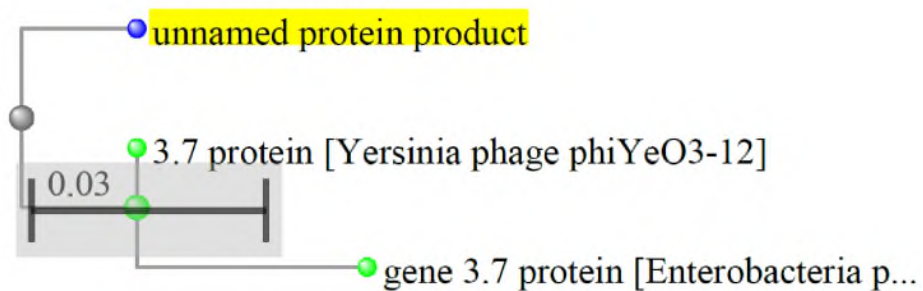 unnamed protein product
3.7 protein [Yersinia phage phiYeO3-12]
0.03
gene 3.7 protein [Enterobacteria p...